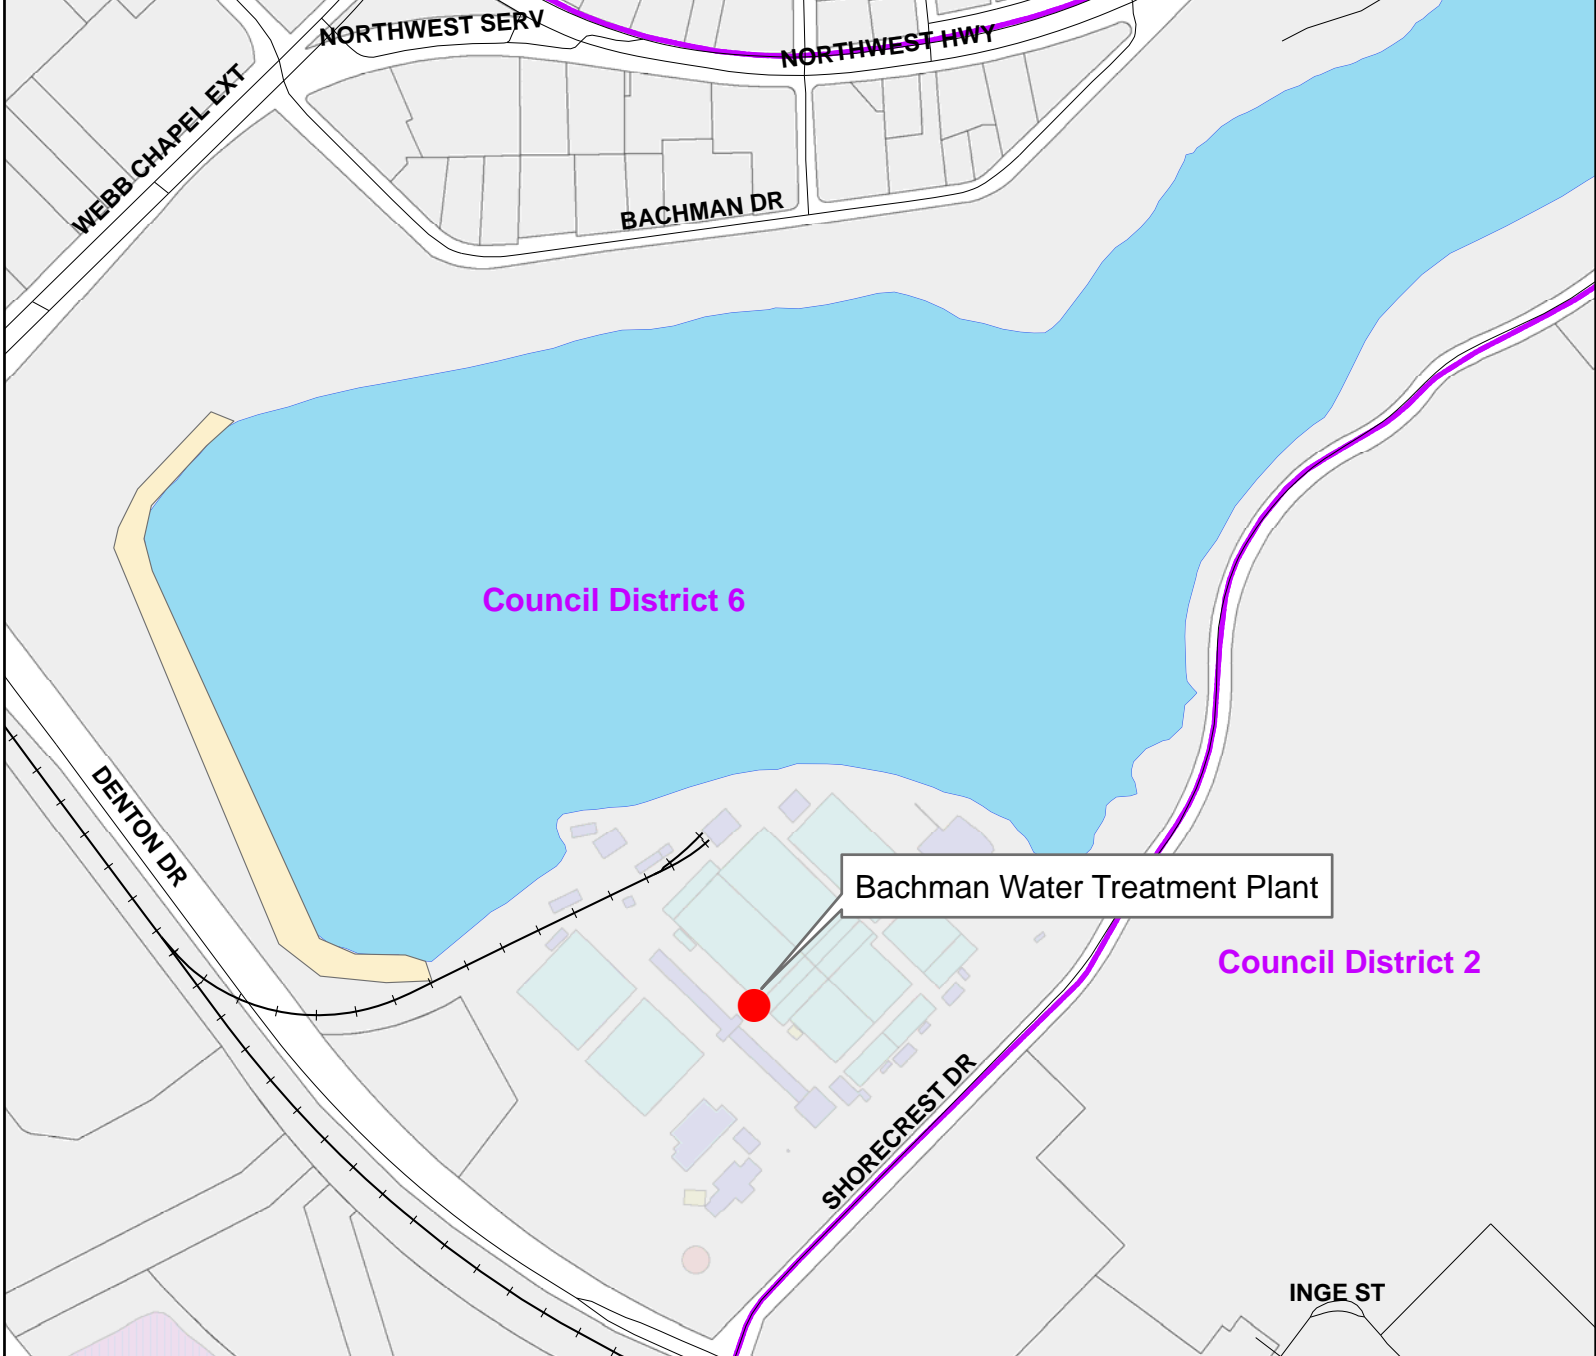 NORTHWEST SERV
NORTHWEST HWY
WEBB CHAPEL EXT
BACHMAN DR
Council District 6
DENTON DR
Bachman Water Treatment Plant
Council District 2
SHORECREST DR
INGE ST